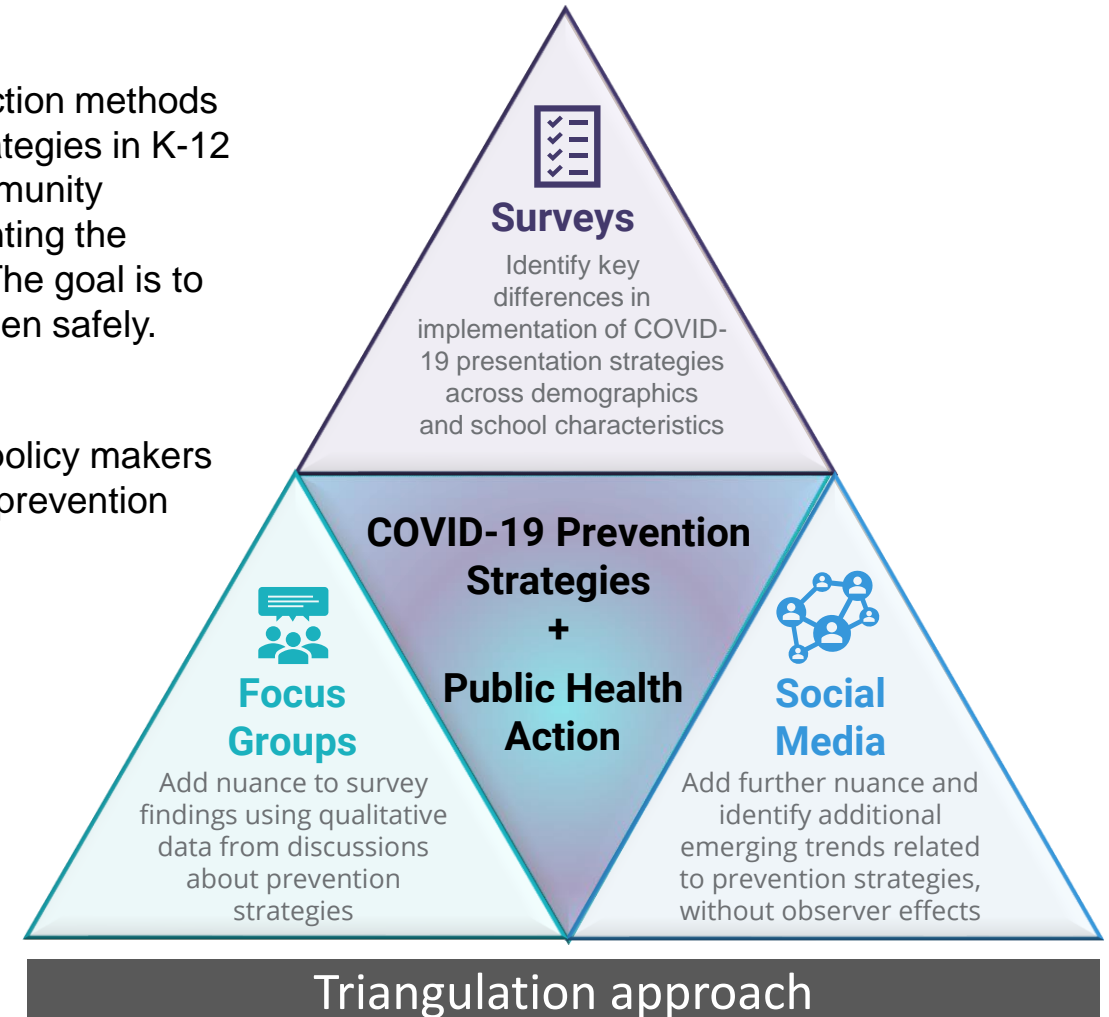 ction methods
ategies in K-12
munity
nting the
The goal is to
en safely.
policy makers
prevention
Surveys
Identify key
differences in
implementation of COVID-
19 presentation strategies
across demographics
and school characteristics
COVID-19 Prevention
Strategies
+
Public Health
Action
Focus
Groups
Add nuance to survey
findings using qualitative
data from discussions
about prevention
strategies
Social
Media
Add further nuance and
identify additional
emerging trends related
to prevention strategies,
without observer effects
Triangulation approach